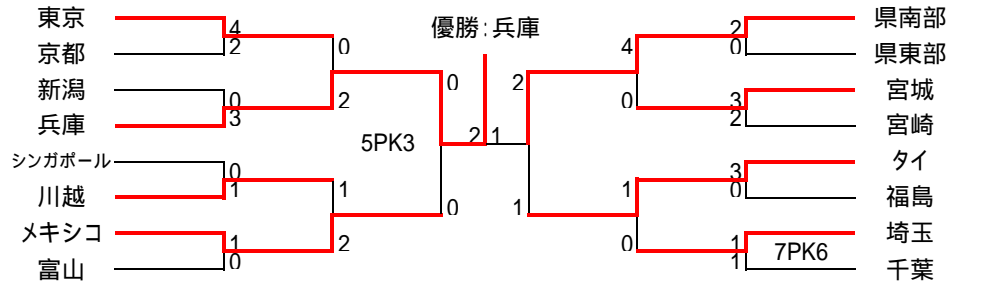 優勝:兵庫
東京
4
2
京都
0
新潟
0
3
兵庫
2
0
5PK3
シンガポール
0
1
川越
1
0
メキシコ
1
0
富山
2
2
1
県南部
2
0
県東部
4
宮城
3
2
宮崎
0
2
タイ
3
0
福島
1
1
埼玉
1
1
7PK6
千葉
0